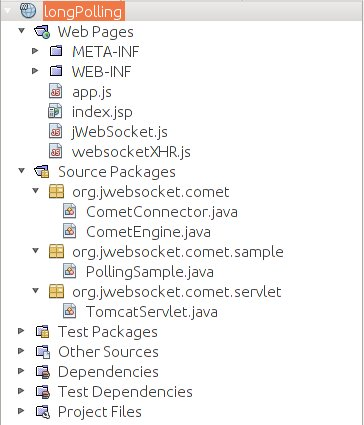 longPolling
Web Pages
META-INF
WEB-INF
app.js
index.jsp
jWebSocket.js
websocketXHR.js
Source Packages
org.jwebsocket.comet
CometConnector.java
CometEngine.java
org.jwebsocket.comet.sample
PollingSample.java
org.jwebsocket.comet.servlet
TomcatServlet.java
Test Packages
Other Sources
Dependencies
Test Dependencies
Project Files